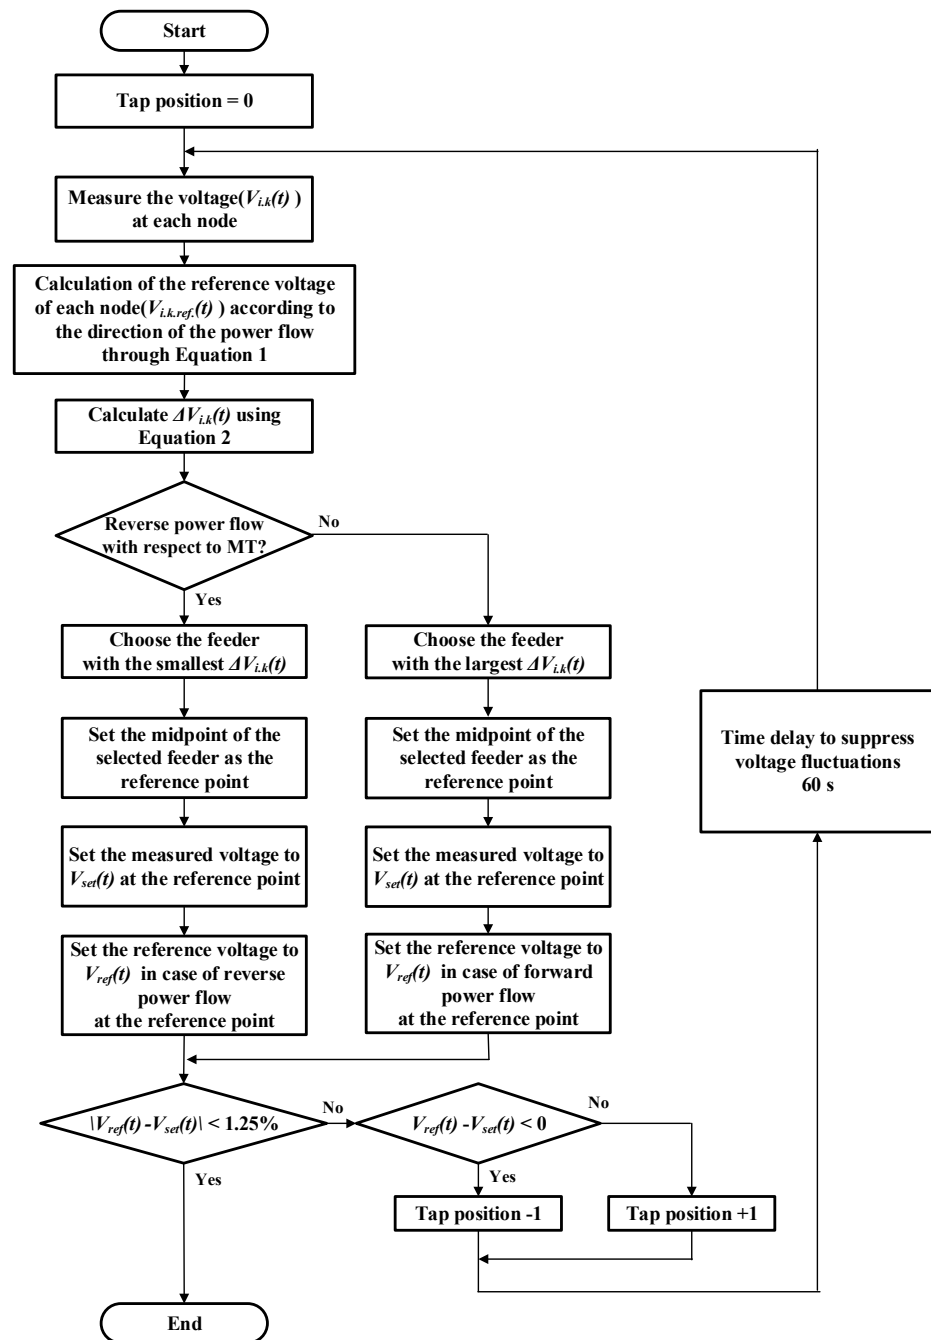 Start
Tap position = 0
Measure the voltage(V_{i.k}(t) )
at each node
Calculation of the reference voltage
of each node(V_{i.k.ref.}(t) ) according to
the direction of the power flow
through Equation 1
Calculate ΔV_{i.k}(t) using
Equation 2
Reverse power flow
with respect to MT?
No
Yes
Choose the feeder
with the smallest ΔV_{i.k}(t)
Set the midpoint of the
selected feeder as the
reference point
Set the measured voltage to
V_{set}(t) at the reference point
Set the reference voltage to
V_{ref}(t) in case of reverse
power flow
at the reference point
Choose the feeder
with the largest ΔV_{i.k}(t)
Set the midpoint of the
selected feeder as the
reference point
Set the measured voltage to
V_{set}(t) at the reference point
Set the reference voltage to
V_{ref}(t) in case of forward
power flow
at the reference point
Time delay to suppress
voltage fluctuations
60 s
\V_{ref}(t) -V_{set}(t)\ < 1.25%
No
Yes
V_{ref}(t) -V_{set}(t) < 0
No
Yes
Tap position -1
Tap position +1
End